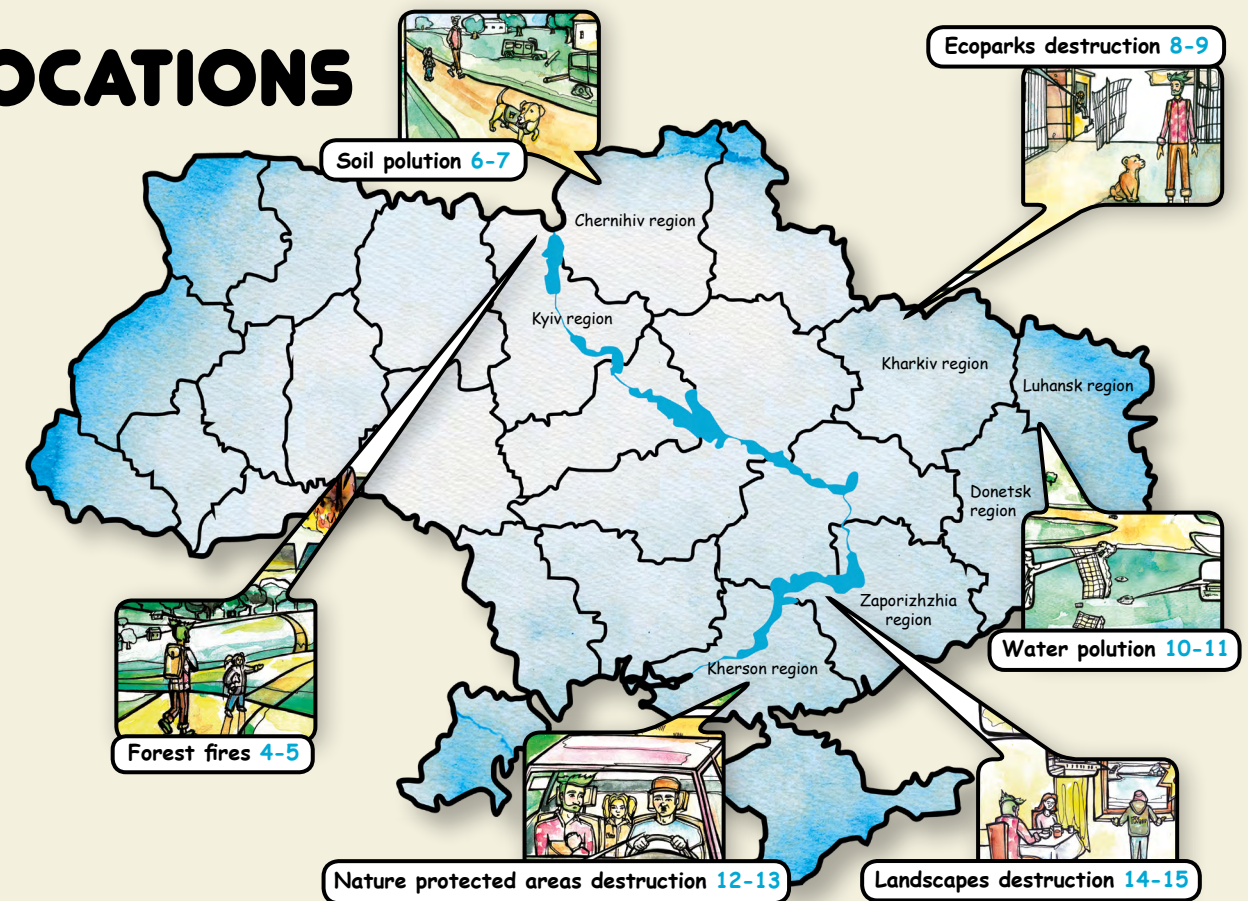 OCATIONS
Ecoparks destruction 8-9
Soil polution 6-7
Chernihiv region
Kyiv region
Kharkiv region
Luhansk region
Donetsk
region
Zaporizhzhia
region
Water polution 10-11
Kherson region
Forest fires 4-5
Nature protected areas destruction 12-13
Landscapes destruction 14-15